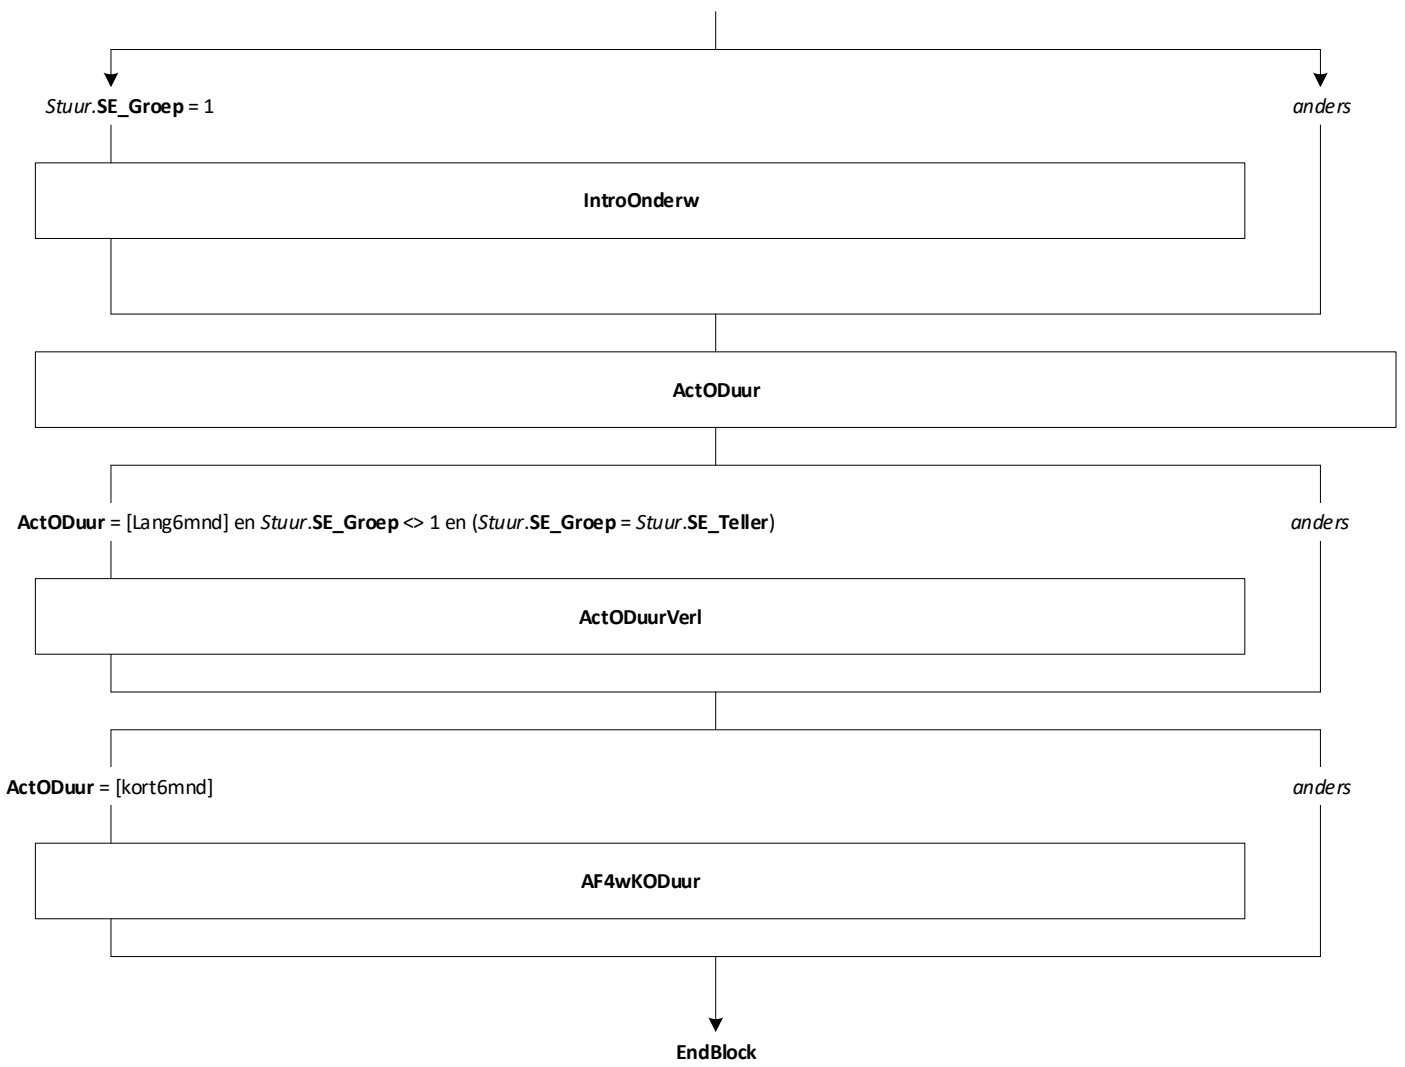 Stuur.SE_Groep = 1
anders
IntroOnderw
ActODuur
ActODuur = [Lang6mnd] en Stuur.SE_Groep <> 1 en (Stuur.SE_Groep = Stuur.SE_Teller)
anders
ActODuurVerl
ActODuur = [kort6mnd]
anders
AF4wKODuur
EndBlock